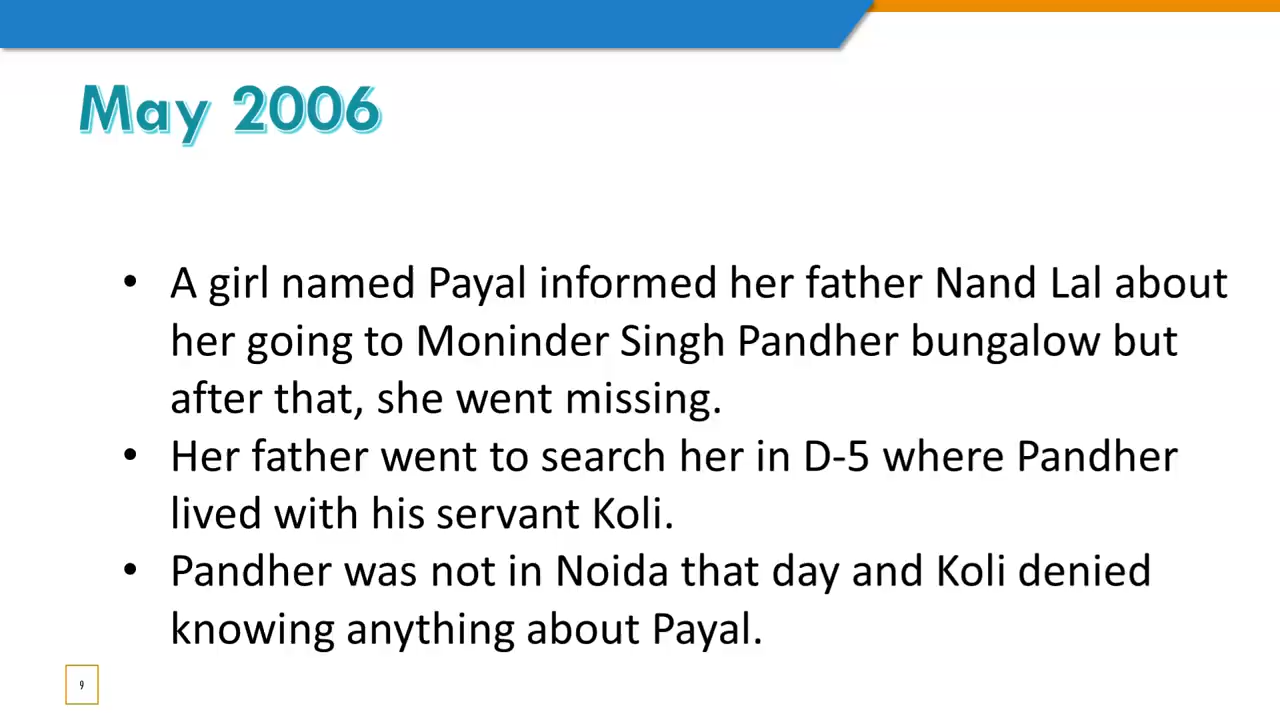 May 2006
• A girl named Payal informed her father Nand Lal about
her going to Moninder Singh Pandher bungalow but
after that, she went missing.
• Her father went to search her in D-5 where Pandher
lived with his servant Koli.
• Pandher was not in Noida that day and Koli denied
knowing anything about Payal.
9